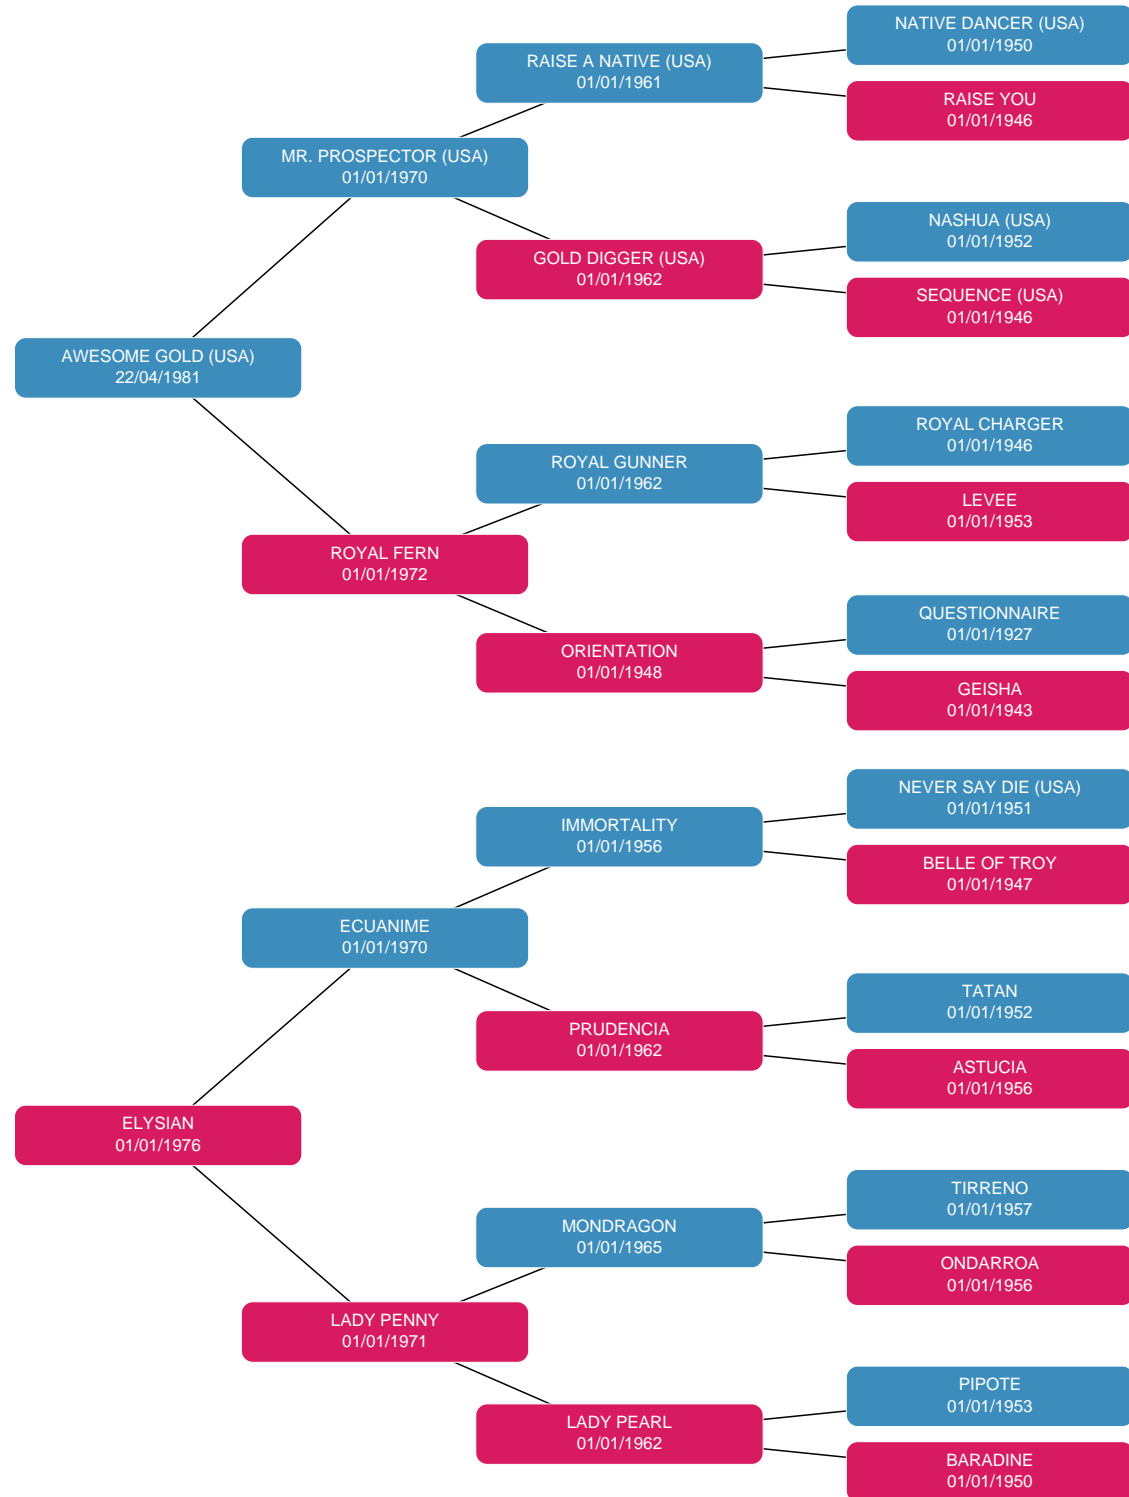 NATIVE DANCER (USA)
01/01/1950
RAISE A NATIVE (USA)
01/01/1961
RAISE YOU
01/01/1946
MR. PROSPECTOR (USA)
01/01/1970
NASHUA (USA)
01/01/1952
GOLD DIGGER (USA)
01/01/1962
SEQUENCE (USA)
01/01/1946
AWESOME GOLD (USA)
22/04/1981
ROYAL CHARGER
01/01/1946
ROYAL GUNNER
01/01/1962
LEVEE
01/01/1953
ROYAL FERN
01/01/1972
QUESTIONNAIRE
01/01/1927
ORIENTATION
01/01/1948
GEISHA
01/01/1943
NEVER SAY DIE (USA)
01/01/1951
IMMORTALITY
01/01/1956
BELLE OF TROY
01/01/1947
ECUANIME
01/01/1970
TATAN
01/01/1952
PRUDENCIA
01/01/1962
ASTUCIA
01/01/1956
ELYSIAN
01/01/1976
TIRRENO
01/01/1957
MONDRAGON
01/01/1965
ONDARROA
01/01/1956
LADY PENNY
01/01/1971
PIPOTE
01/01/1953
LADY PEARL
01/01/1962
BARADINE
01/01/1950